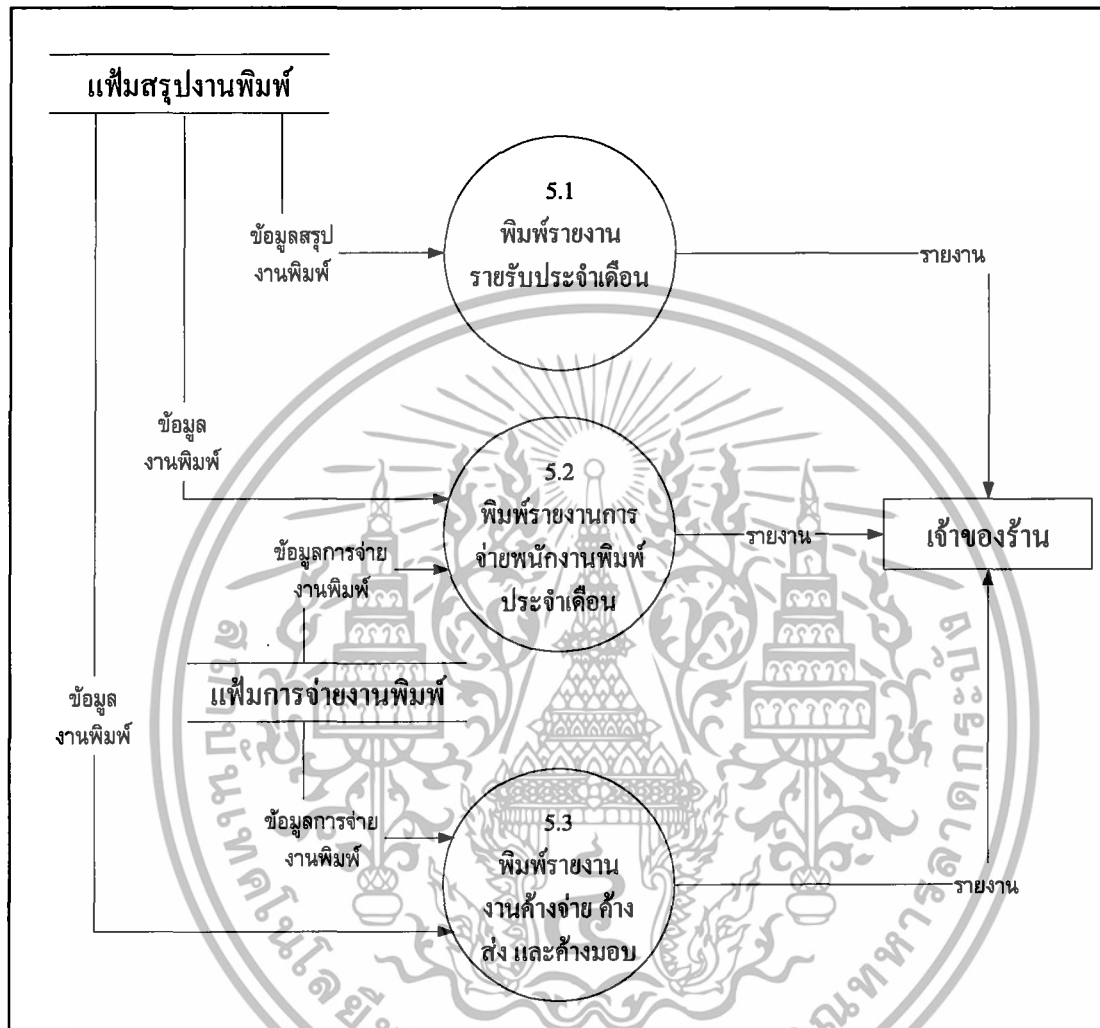 แฟ้มสรุปงานพิมพ์
5.1
พิมพ์รายงาน
รายรับประจำเดือน
ข้อมูลสรุป
งานพิมพ์
รายงาน
ข้อมูล
งานพิมพ์
5.2
พิมพ์รายงานการ
จ่ายพนักงานพิมพ์
ประจำเดือน
รายงาน
เจ้าของร้าน
ข้อมูลการจ่าย
งานพิมพ์
แฟ้มการจ่ายงานพิมพ์
ข้อมูล
งานพิมพ์
ข้อมูลการจ่าย
งานพิมพ์
5.3
พิมพ์รายงาน
งานค้างจ่าย ค้าง
ส่ง และค้างมอบ
รายงาน